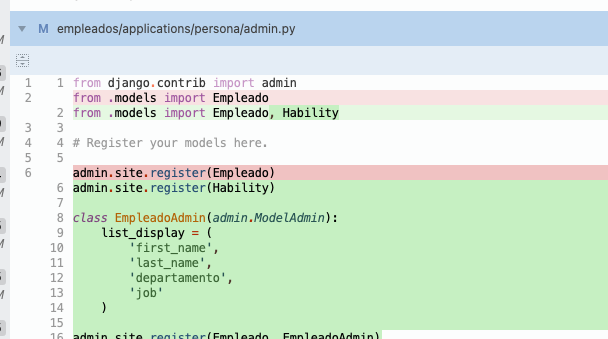 M empleados/applications/persona/admin.py
1 1 from django.contrib import admin
2 from .models import Empleado
2 from .models import Empleado, Hability
3 3
4 4 # Register your models here.
5 5
6 admin.site.register(Empleado)
6 admin.site.register(Hability)
7
8 class EmpleadoAdmin(admin.ModelAdmin):
9 list_display = (
10 'first_name',
11 'last_name',
12 'departamento',
13 'job'
14 )
15
16 admin.site.register(Empleado, EmpleadoAdmin)